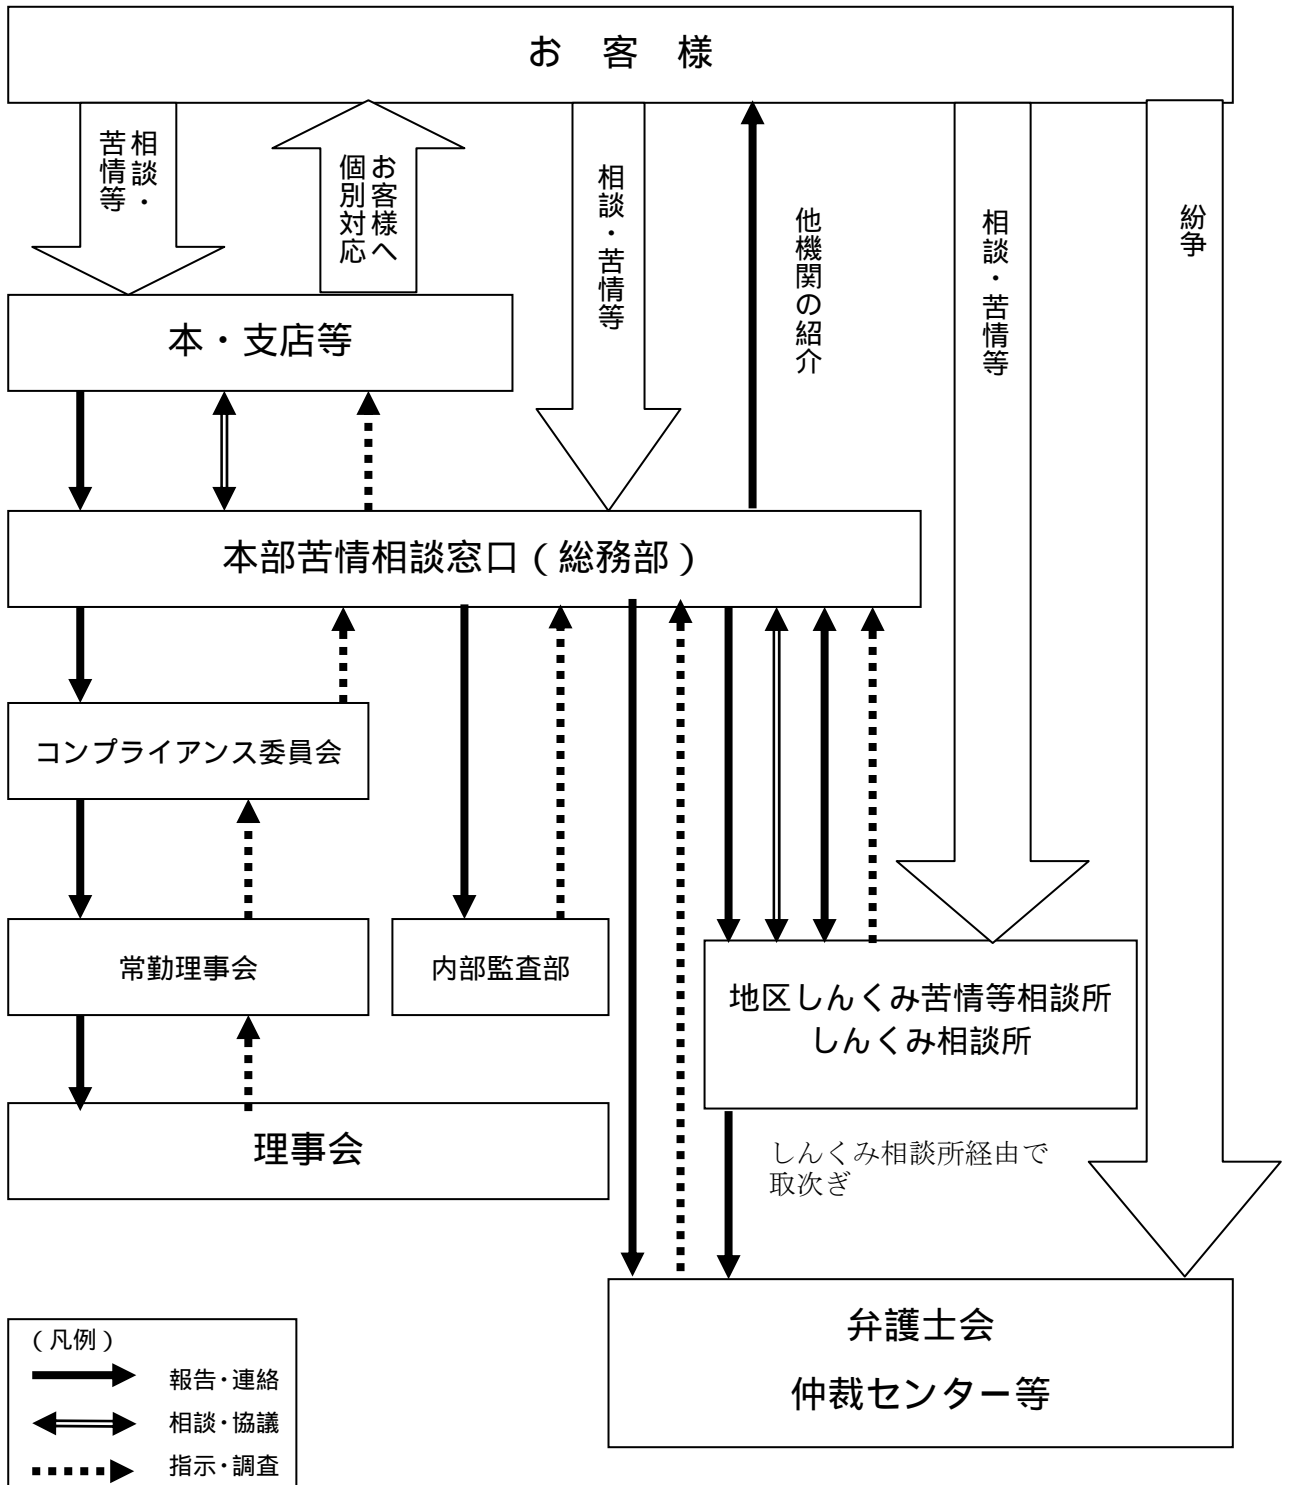 お 客 様
相談・
苦情等
お客様へ
個別対応
相談・苦情等
他機関の紹介
相談・苦情等
紛争
本・支店等
本部苦情相談窓口(総務部)
コンプライアンス委員会
常勤理事会
内部監査部
地区しんくみ苦情等相談所
しんくみ相談所
理事会
しんくみ相談所経由で
取次ぎ
弁護士会
仲裁センター等
(凡例)
報告・連絡
相談・協議
指示・調査